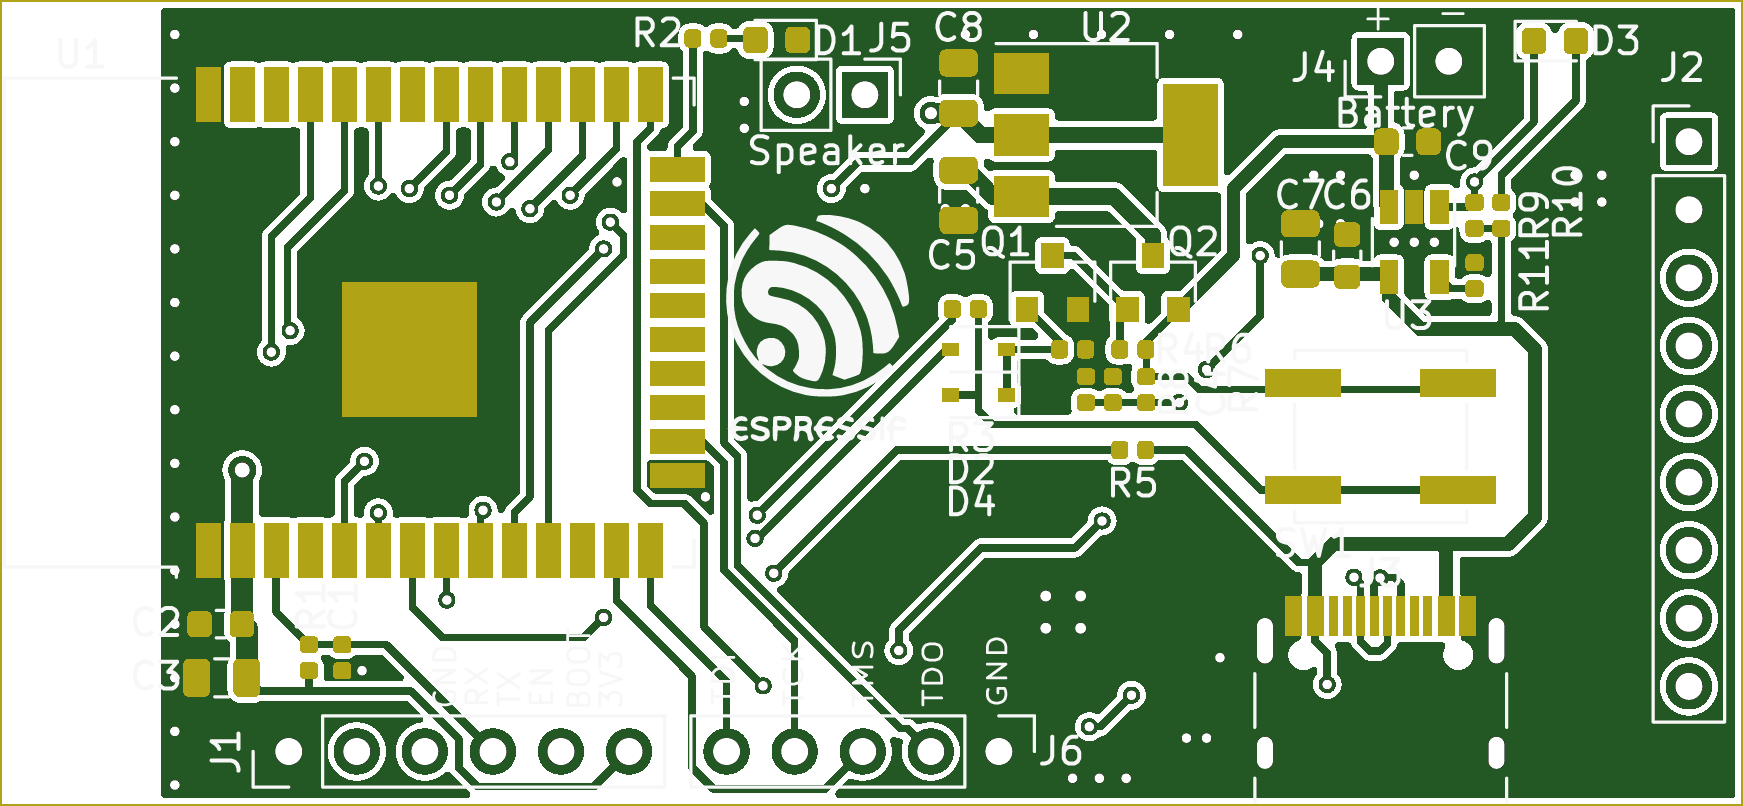 U1
R2
D1
J5
C8
U2
+
−
J4
D3
J2
Battery
Speaker
C9
C7
C6
R9
R10
Q1
Q2
C5
R11
U3
R4
R6
R7
ESPRESSIF
R3
D2
D4
R5
SW1
J3
R1
C1
C2
C3
GND
RX
TX
EN
BOOT
3V3
TCK
TMS
TDO
GND
J1
J6